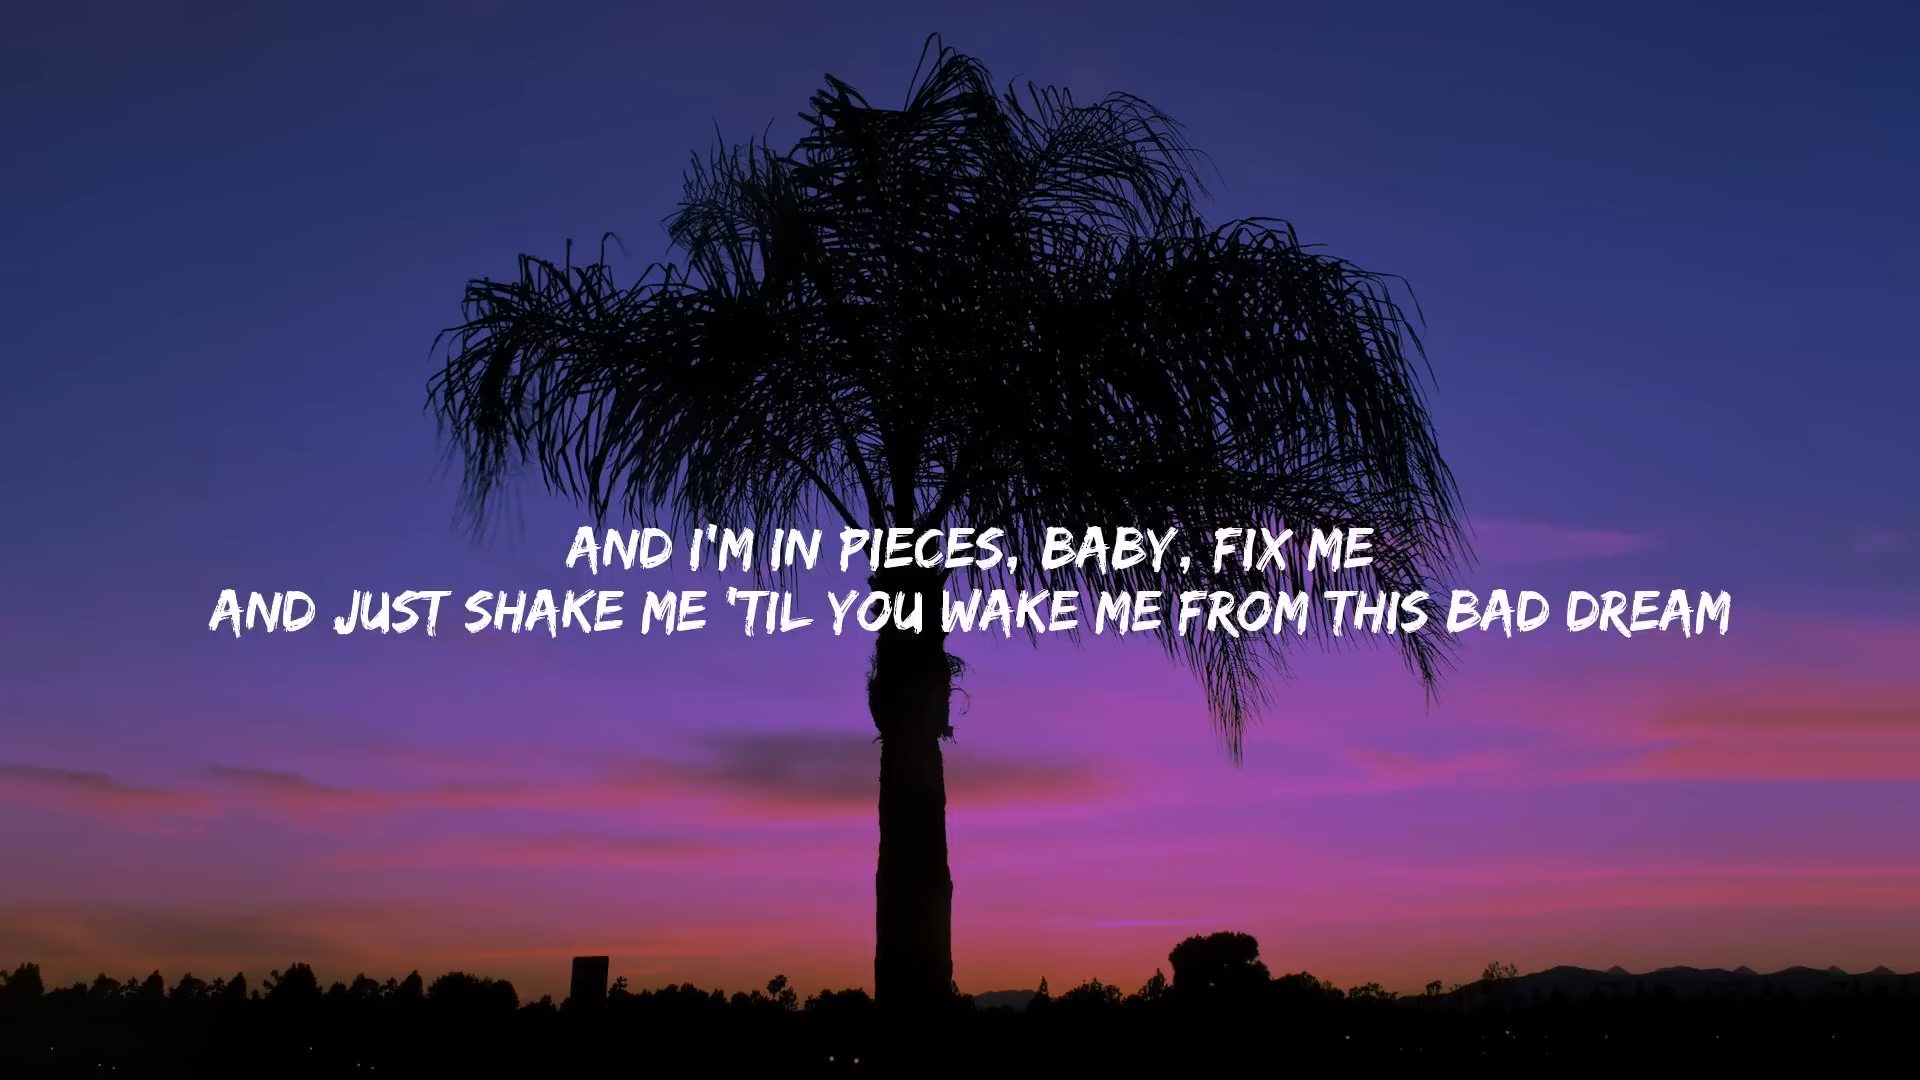 AND I'M IN PIECES, BABY, FIX ME
AND JUST SHAKE ME 'TIL YOU WAKE ME FROM THIS BAD DREAM